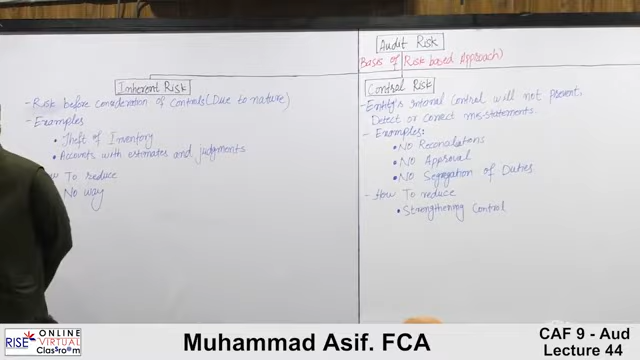 Audit Risk
Basis of Risk based Approach)
Inherent Risk
- Risk before consideration of Controls (Due to nature)
- Examples
• Theft of Inventory
• Accounts with estimates and judgments
To reduce
No way
Control Risk
- Entity's internal Control will not prevent,
Detect or Correct misstatements.
- Examples:
• NO Reconciliations
• NO Approval
• NO Segregation of Duties
- How To reduce
• Strengthening Control
RISE ONLINE VIRTUAL Classroom
Muhammad Asif. FCA
CAF 9 - Aud
Lecture 44